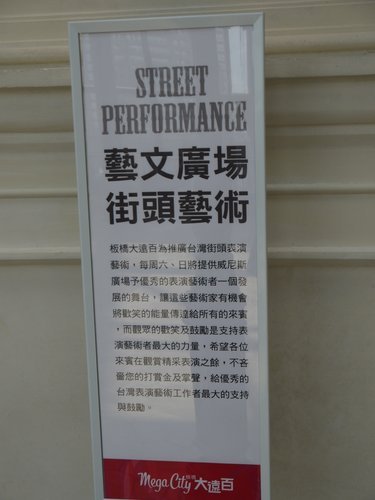 STREET
PERFORMANCE
藝文廣場
街頭藝術
板橋大遠百為推廣台灣街頭表演
藝術，每周六、日將提供威尼斯
廣場予優秀的表演藝術者一個發
展的舞台，讓這些藝術家有機會
將歡笑的能量傳遞給所有的來賓
，而觀眾的歡笑及鼓勵是支持表
演藝術者最大的力量，希望各位
來賓在觀賞精采表演之餘，不吝
嗇您的打賞金及掌聲，給優秀的
台灣表演藝術工作者最大的支持
與鼓勵。
Mega City 板橋 大遠百